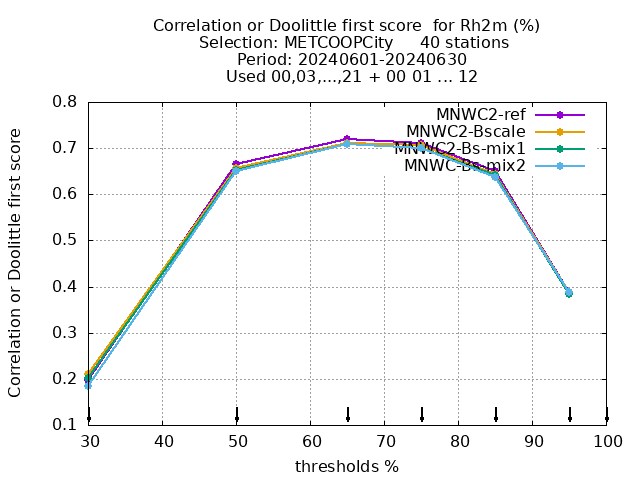 Correlation or Doolittle first score  for Rh2m (%)
Selection: METCOOPCity     40 stations
Period: 20240601-20240630
Used 00,03,...,21 + 00 01 ... 12
MNWC2-ref
MNWC2-Bscale
MNWC2-Bs-mix1
MNWC-Bs-mix2
Correlation or Doolittle first score
0.8
0.7
0.6
0.5
0.4
0.3
0.2
0.1
30 40 50 60 70 80 90 100
thresholds %